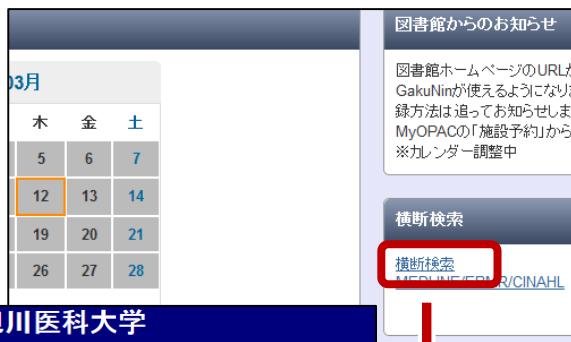 03月
木 金 土
5 6 7
12 13 14
19 20 21
26 27 28
図書館からのお知らせ
図書館ホームページのURLが
GakuNinが使えるようになりま
録方法は追ってお知らせしま
MyOPACの「施設予約」から
※カレンダー調整中
横断検索
横断検索
MEDLINE/EBMR/CINAHL
旭川医科大学